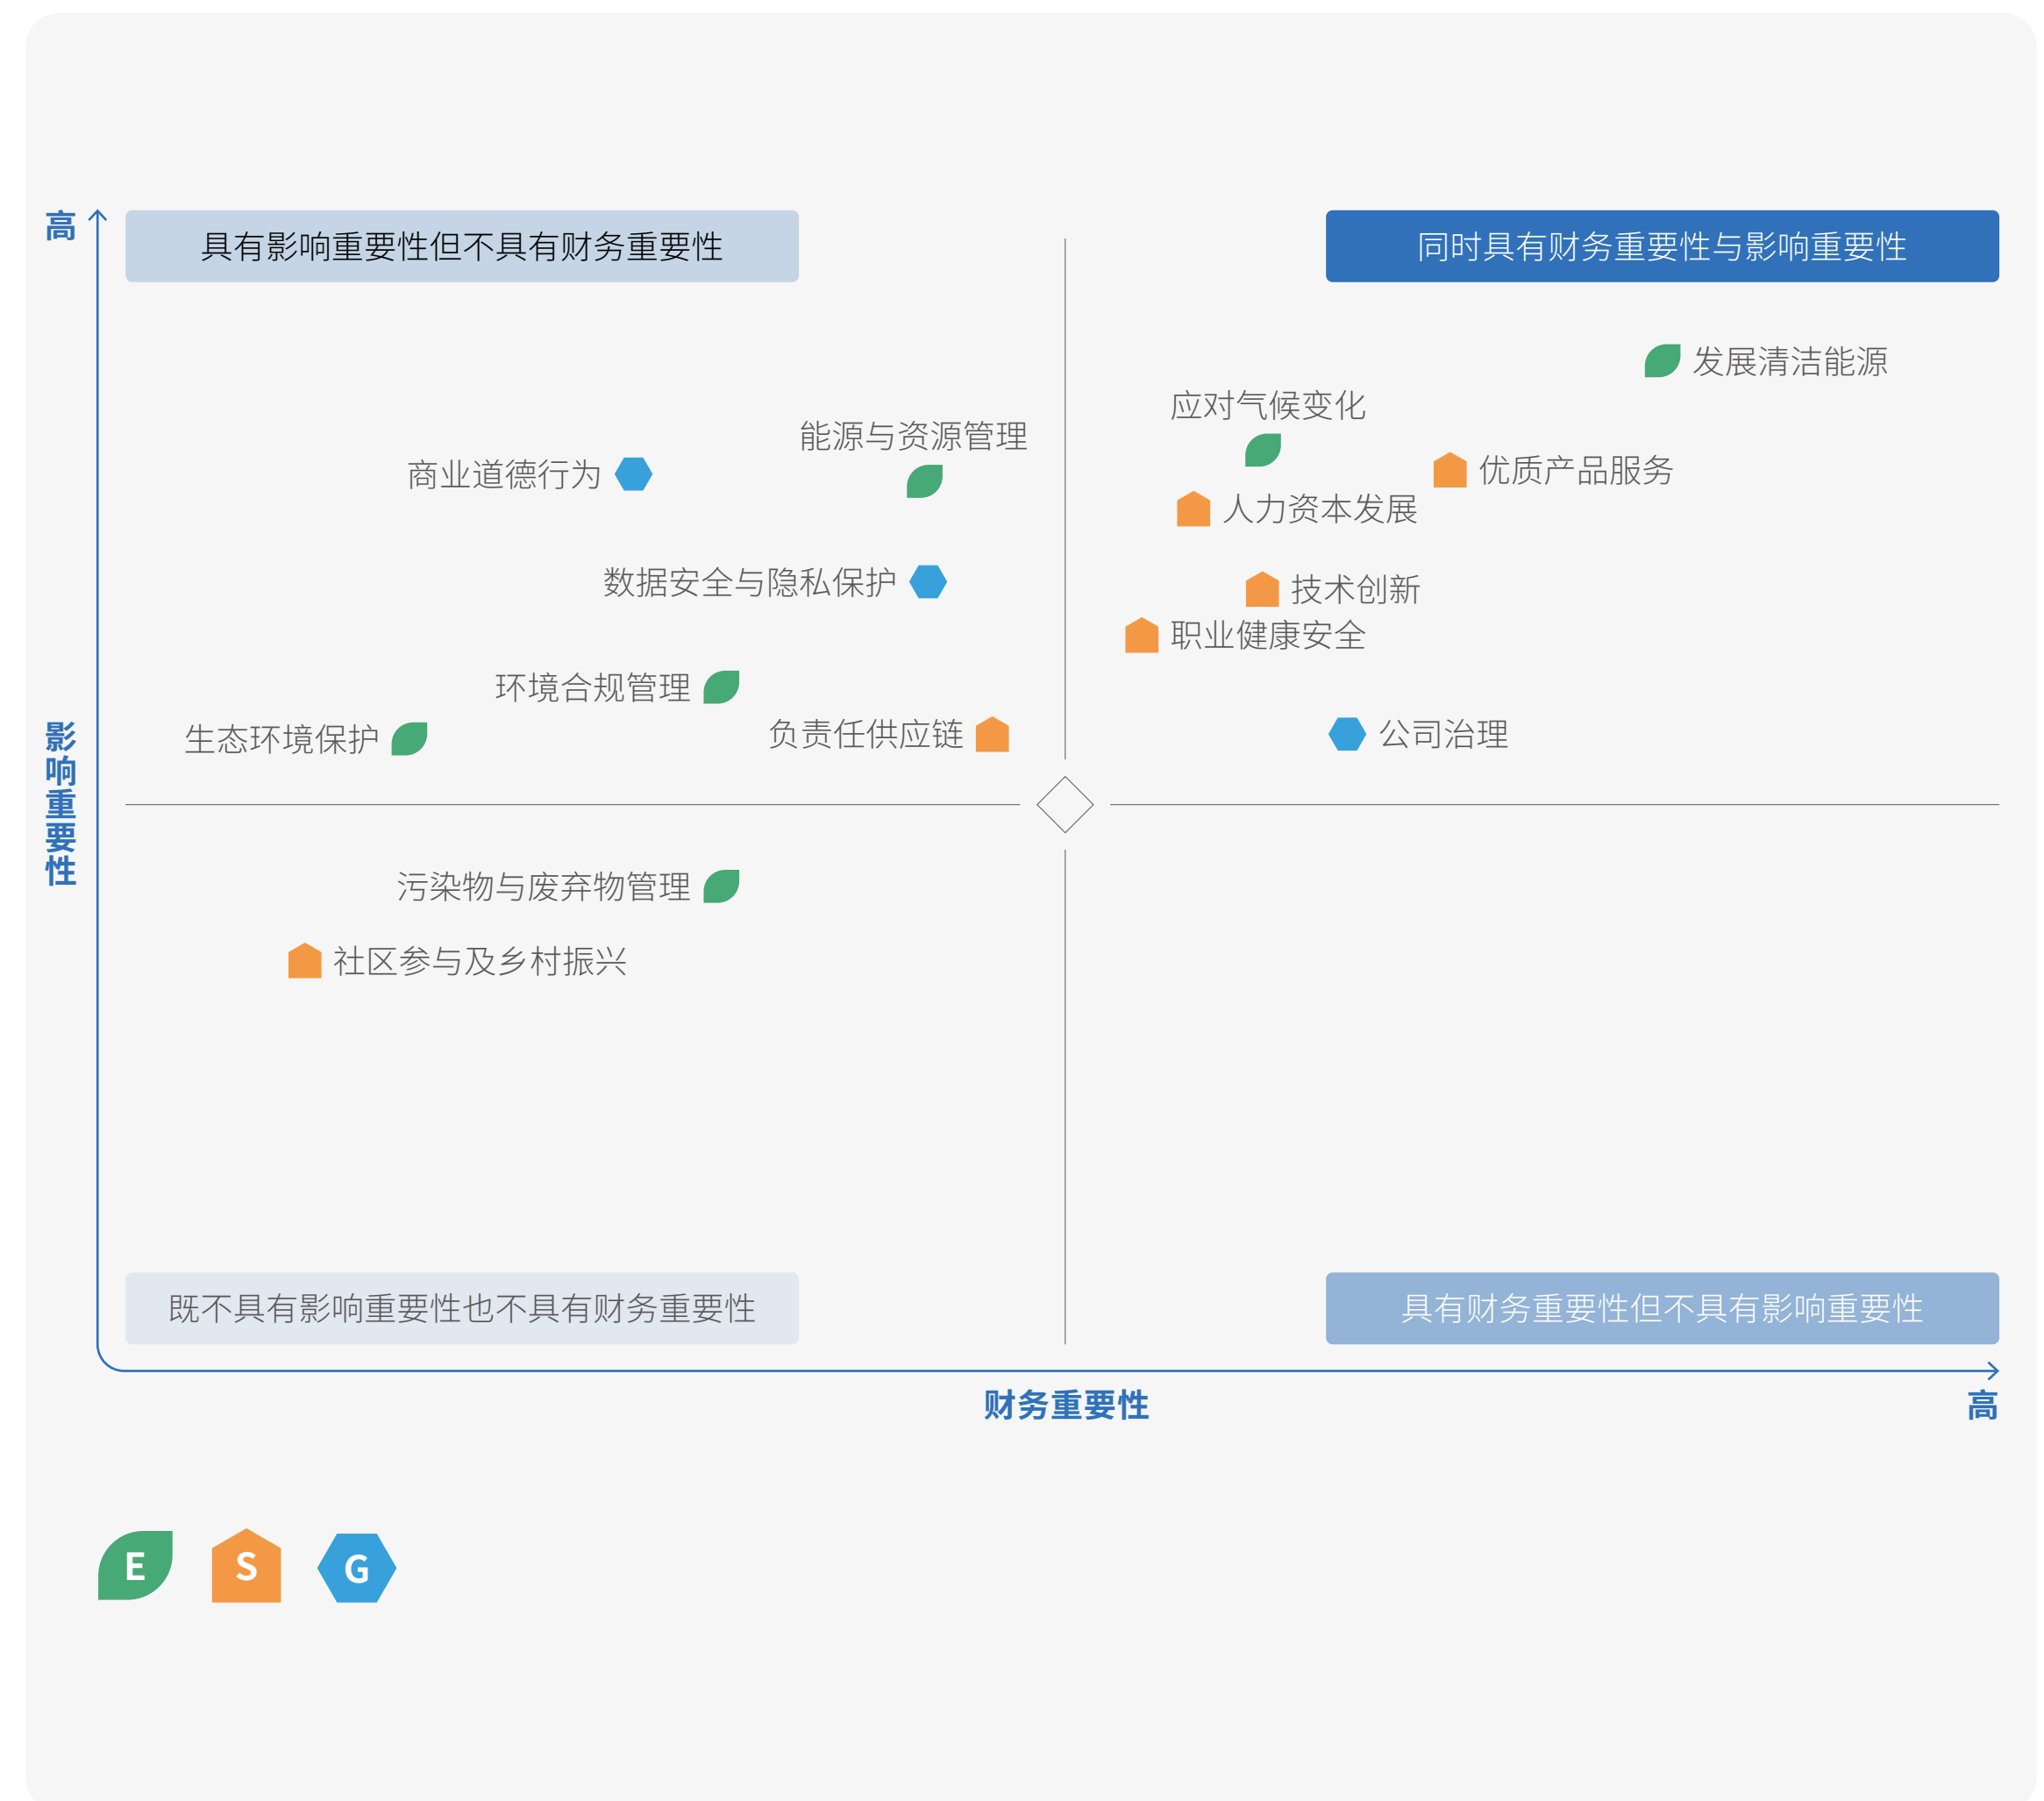 高
具有影响重要性但不具有财务重要性
同时具有财务重要性与影响重要性
发展清洁能源
应对气候变化
能源与资源管理
商业道德行为
优质产品服务
人力资本发展
数据安全与隐私保护
技术创新
职业健康安全
环境合规管理
生态环境保护
负责任供应链
公司治理
影响重要性
污染物与废弃物管理
社区参与及乡村振兴
既不具有影响重要性也不具有财务重要性
具有财务重要性但不具有影响重要性
财务重要性
高
E
S
G